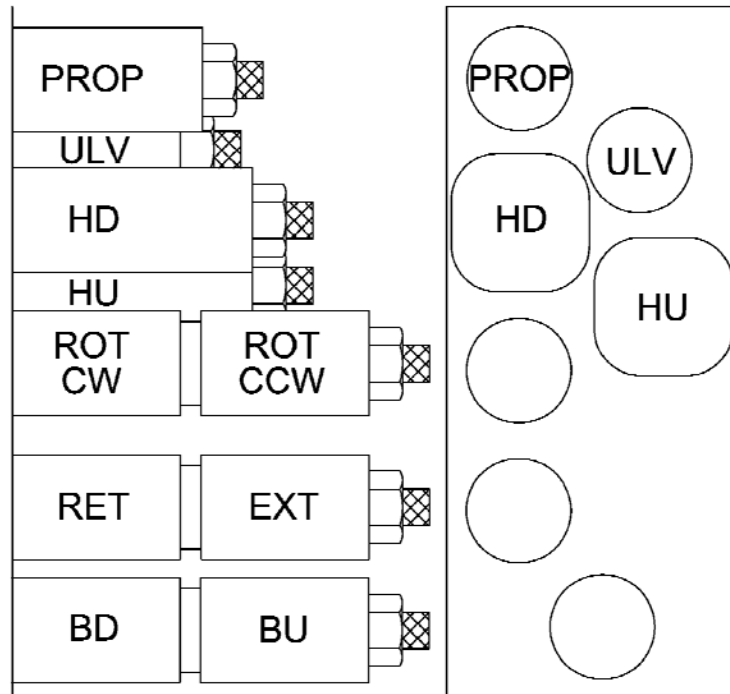 PROP
ULV
HD
HU
ROT ROT
CW CCW
RET EXT
BD BU
PROP
ULV
HD
HU